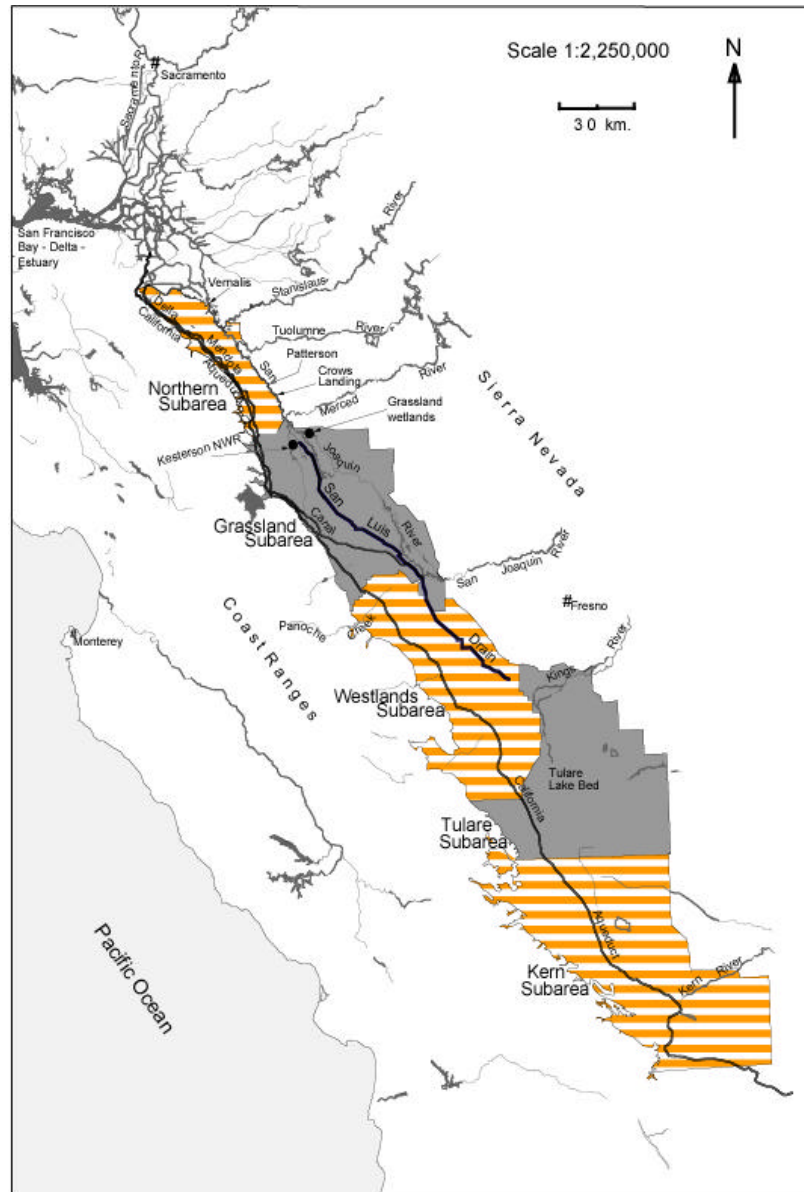 Scale 1:2,250,000
N
30 km.
#
Sacramento
Sacramento R.
San Francisco
Bay - Delta -
Estuary
Vernalis
Stanislaus
River
Delta - Mendota
California
Aqueduct
Tuolumne
River
Patterson
Crows
Landing
San
Joaquin
River
Merced
River
Northern
Subarea
Grassland
wetlands
Kesterson NWR
Sierra Nevada
San
Luis
Drain
Canal
Grassland
Subarea
San Joaquin River
#
Fresno
Panoche
Creek
#
Monterey
Coast Ranges
Kings
River
Westlands
Subarea
Tulare
Lake Bed
California
Aqueduct
Tulare
Subarea
Kern
Subarea
Kern
River
Pacific Ocean